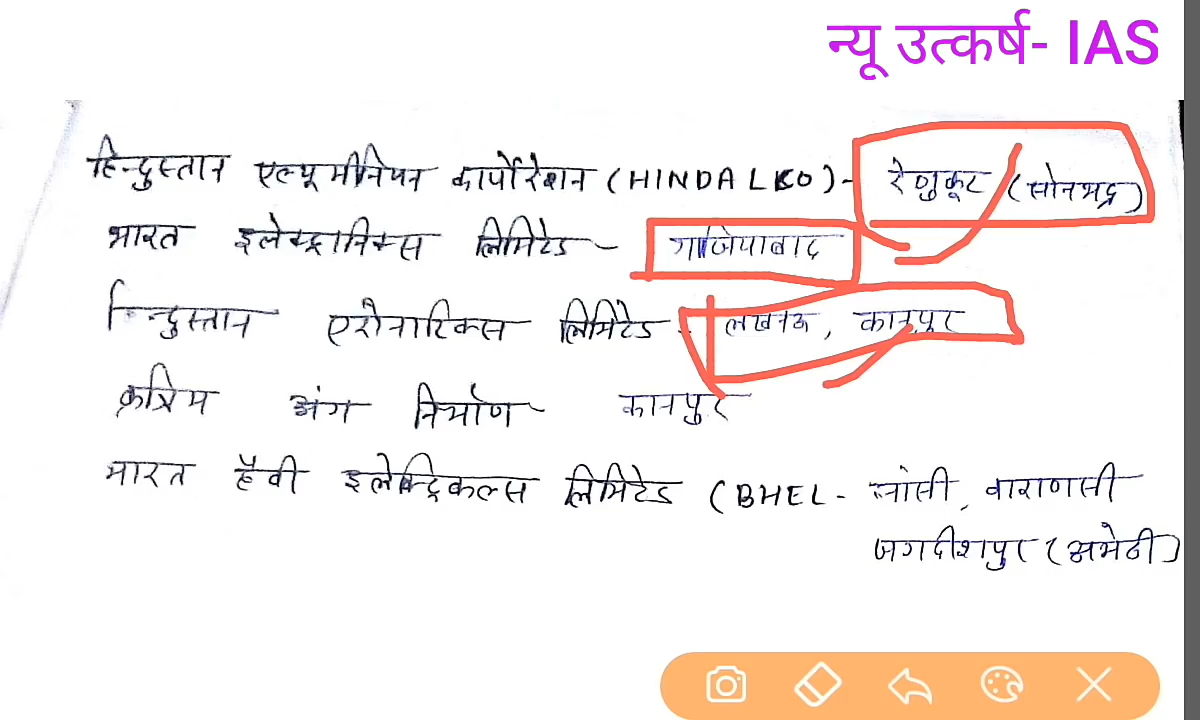 न्यू उत्कर्ष- IAS
हिन्दुस्तान एल्यूमीनियम कार्पोरेशन (HINDALCO)- रेणुकूट (सोनभद्र)
भारत इलेक्ट्रानिक्स लिमिटेड - गाजियाबाद
हिन्दुस्तान एरोनाटिक्स लिमिटेड - लखनऊ, कानपुर
कृत्रिम अंग निर्माण - कानपुर
भारत हैवी इलेक्ट्रिकल्स लिमिटेड (BHEL - झांसी, वाराणसी
जगदीशपुर (अमेठी)